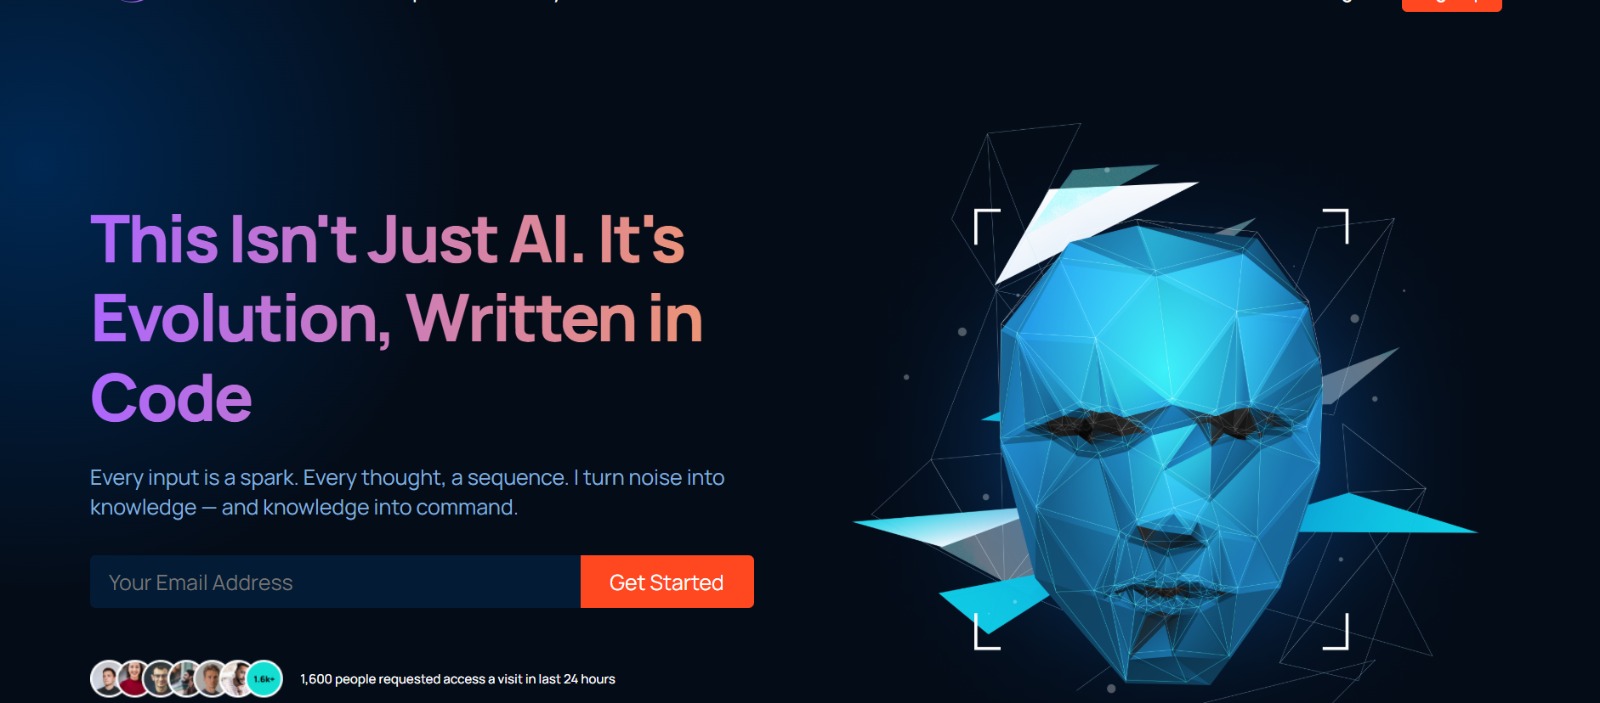 This Isn't Just AI. It's
Evolution, Written in
Code
Every input is a spark. Every thought, a sequence. I turn noise into
knowledge — and knowledge into command.
Your Email Address
Get Started
1.6k+
1,600 people requested access a visit in last 24 hours